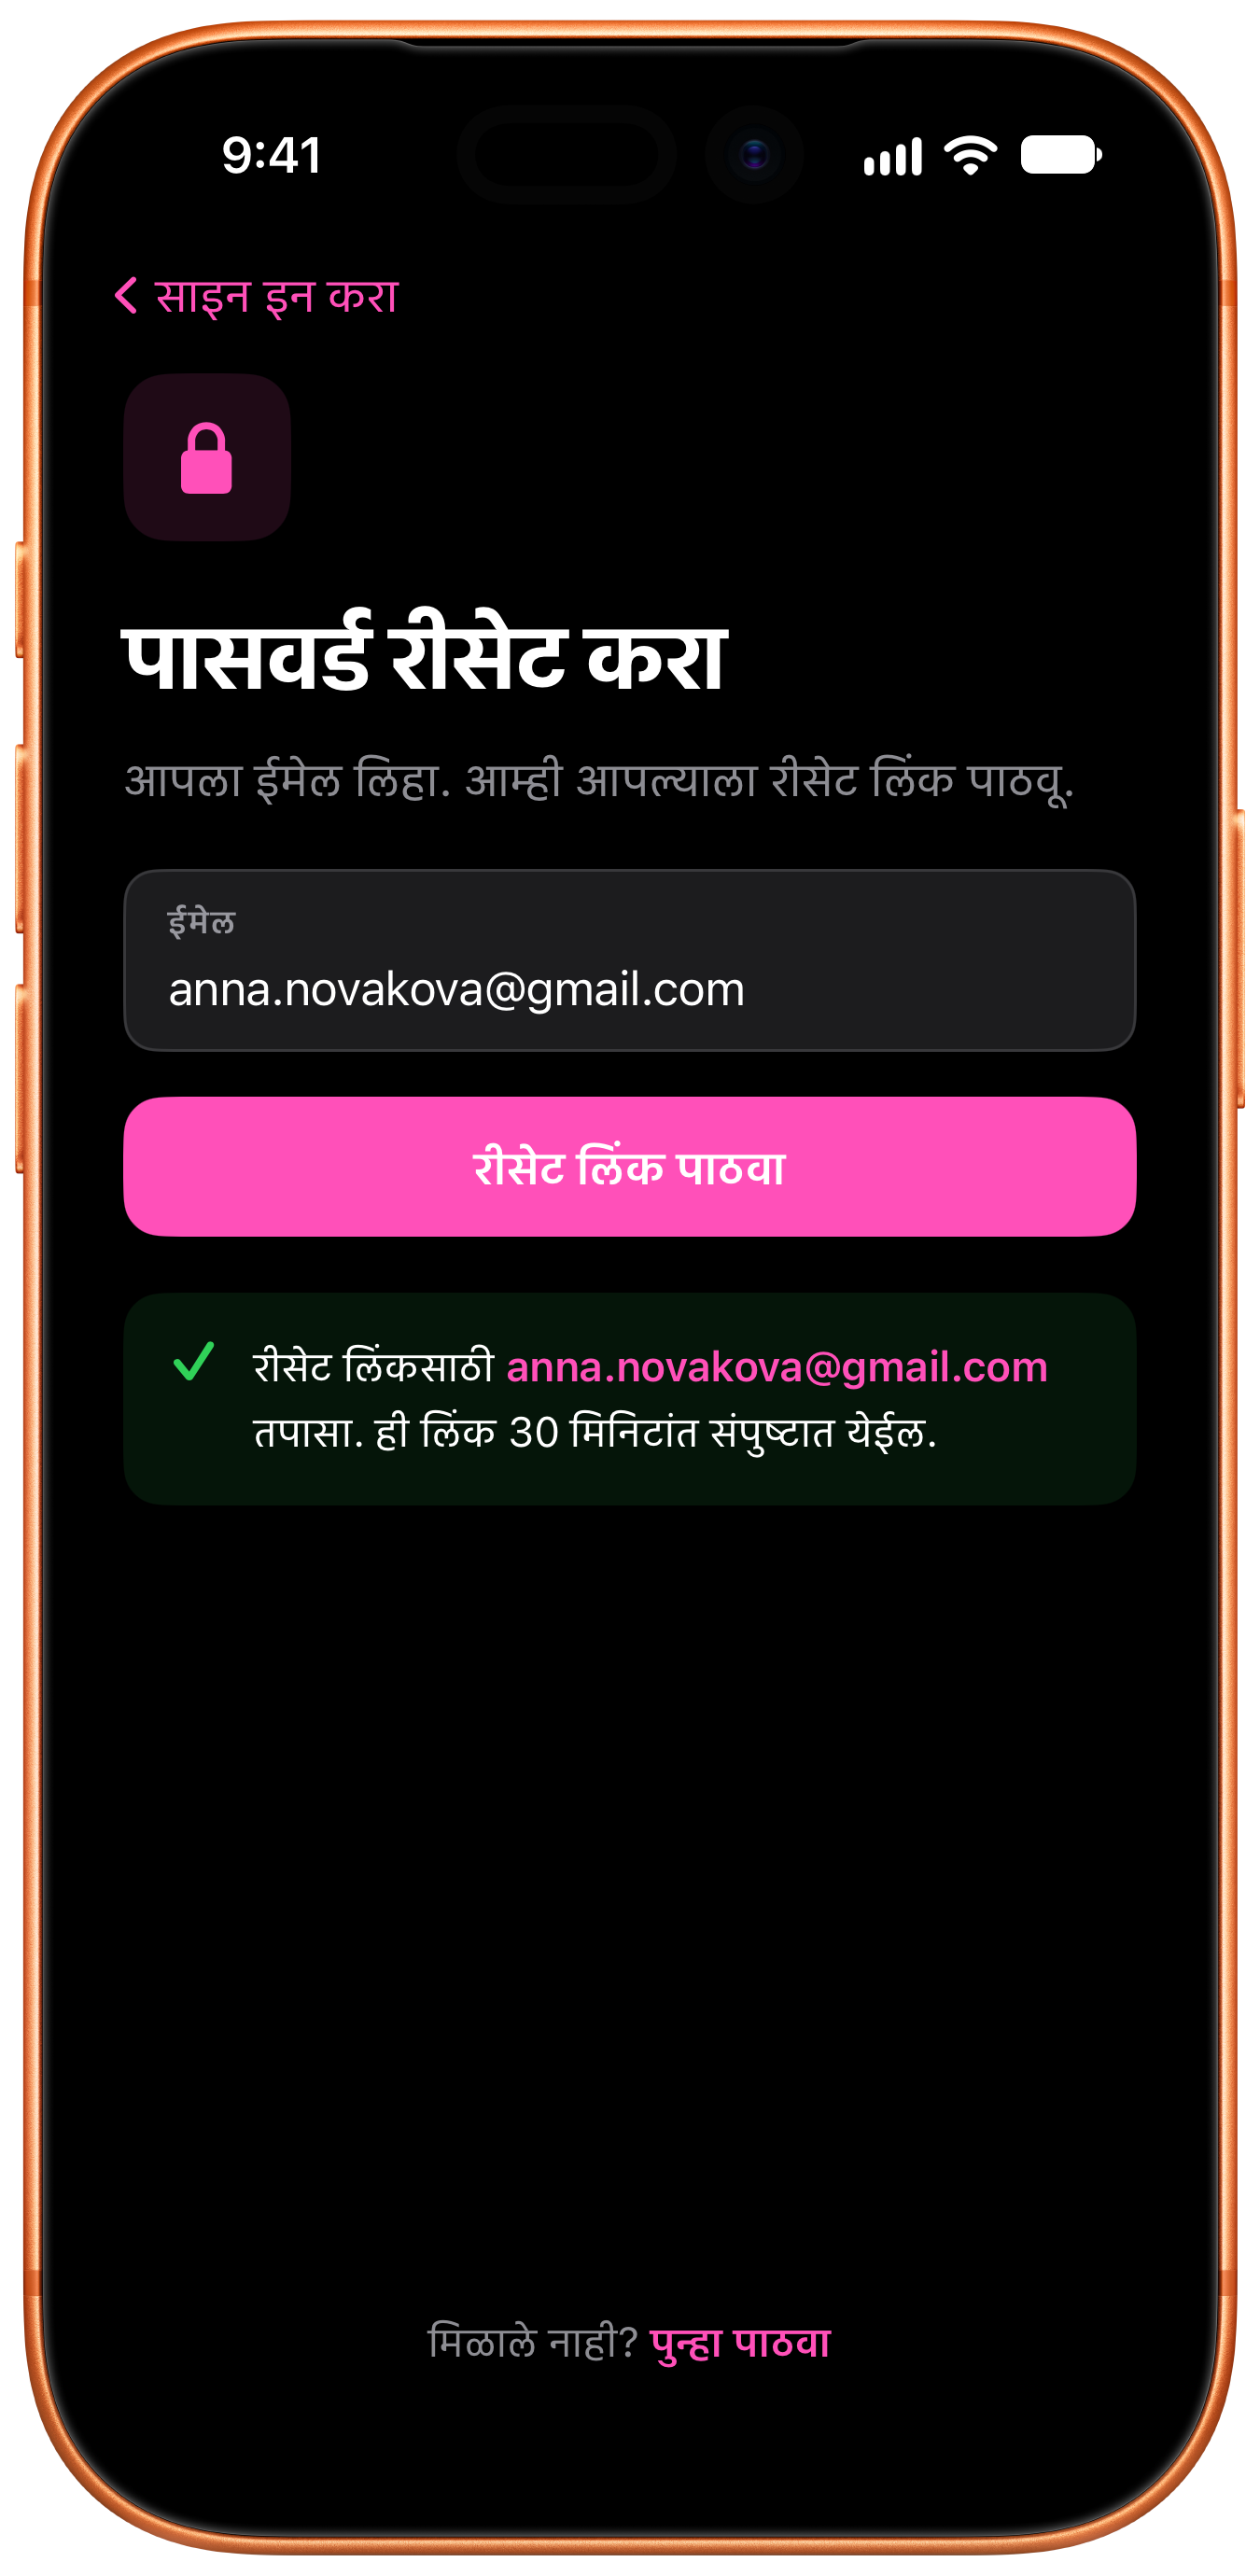 9:41
साइन इन करा
पासवर्ड रीसेट करा
आपला ईमेल लिहा. आम्ही आपल्याला रीसेट लिंक पाठवू.
ईमेल
anna.novakova@gmail.com
रीसेट लिंक पाठवा
रीसेट लिंकसाठी anna.novakova@gmail.com
तपासा. ही लिंक 30 मिनिटांत संपुष्टात येईल.
मिळाले नाही? पुन्हा पाठवा